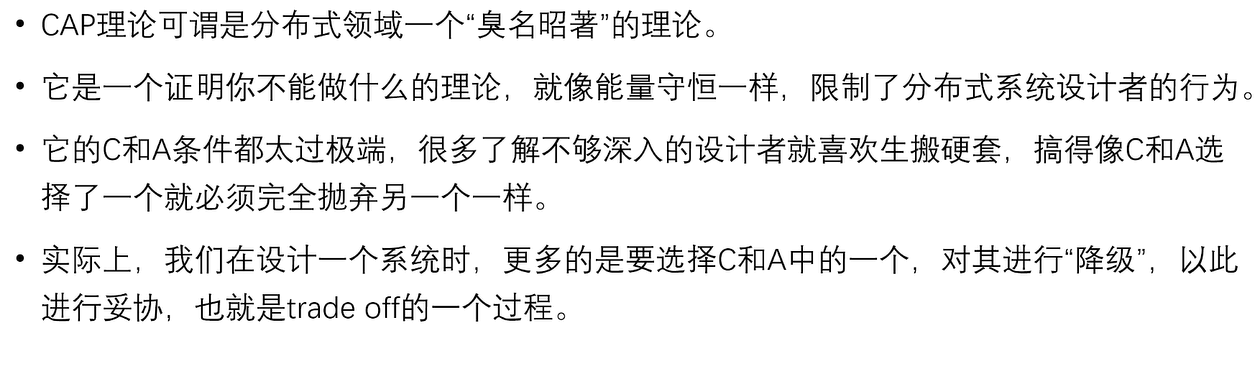 • CAP理论可谓是分布式领域一个“臭名昭著”的理论。
• 它是一个证明你不能做什么的理论，就像能量守恒一样，限制了分布式系统设计者的行为。
• 它的C和A条件都太过极端，很多了解不够深入的设计者就喜欢生搬硬套，搞得像C和A选
择了一个就必须完全抛弃另一个一样。
• 实际上，我们在设计一个系统时，更多的是要选择C和A中的一个，对其进行“降级”，以此
进行妥协，也就是trade off的一个过程。